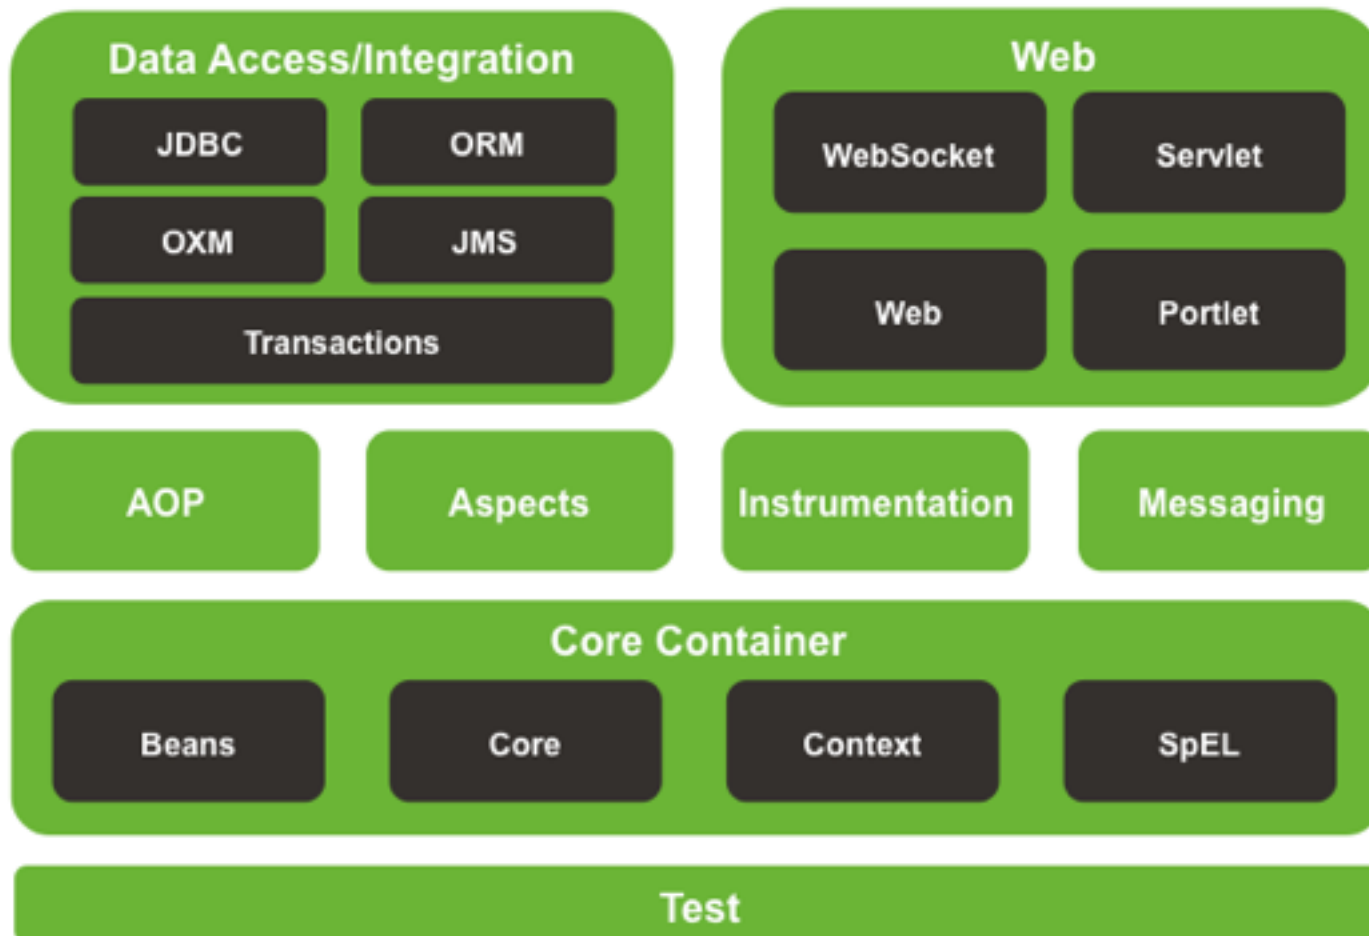 Data Access/Integration
JDBC
ORM
OXM
JMS
Transactions
Web
WebSocket
Servlet
Web
Portlet
AOP
Aspects
Instrumentation
Messaging
Core Container
Beans
Core
Context
SpEL
Test